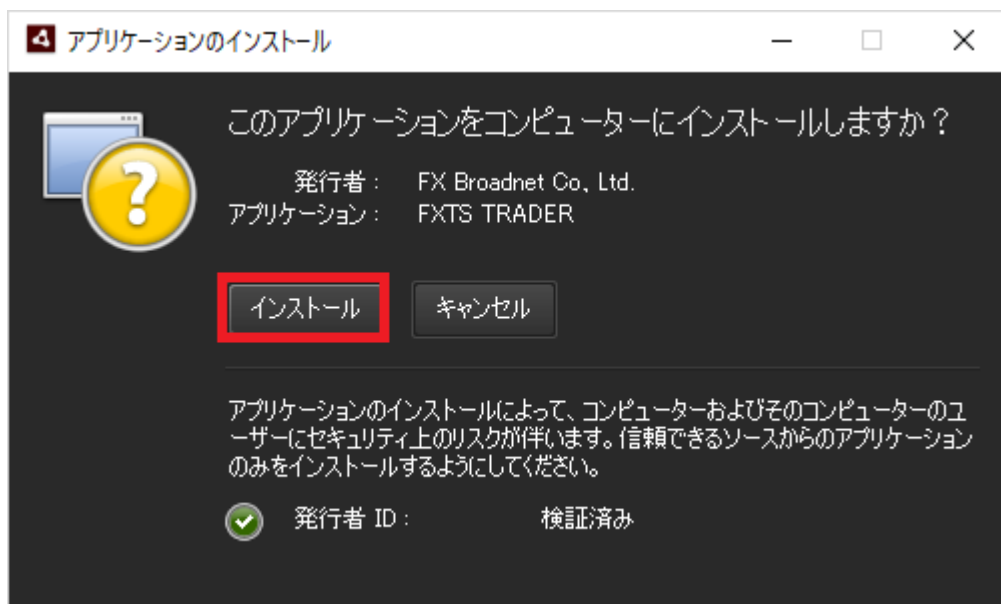 アプリケーションのインストール
このアプリケーションをコンピューターにインストールしますか？
発行者： FX Broadnet Co, Ltd.
アプリケーション： FXTS TRADER
インストール キャンセル
アプリケーションのインストールによって、コンピューターおよびそのコンピューターのユ
ーザーにセキュリティ上のリスクが伴います。信頼できるソースからのアプリケーション
のみをインストールするようにしてください。
発行者 ID： 検証済み